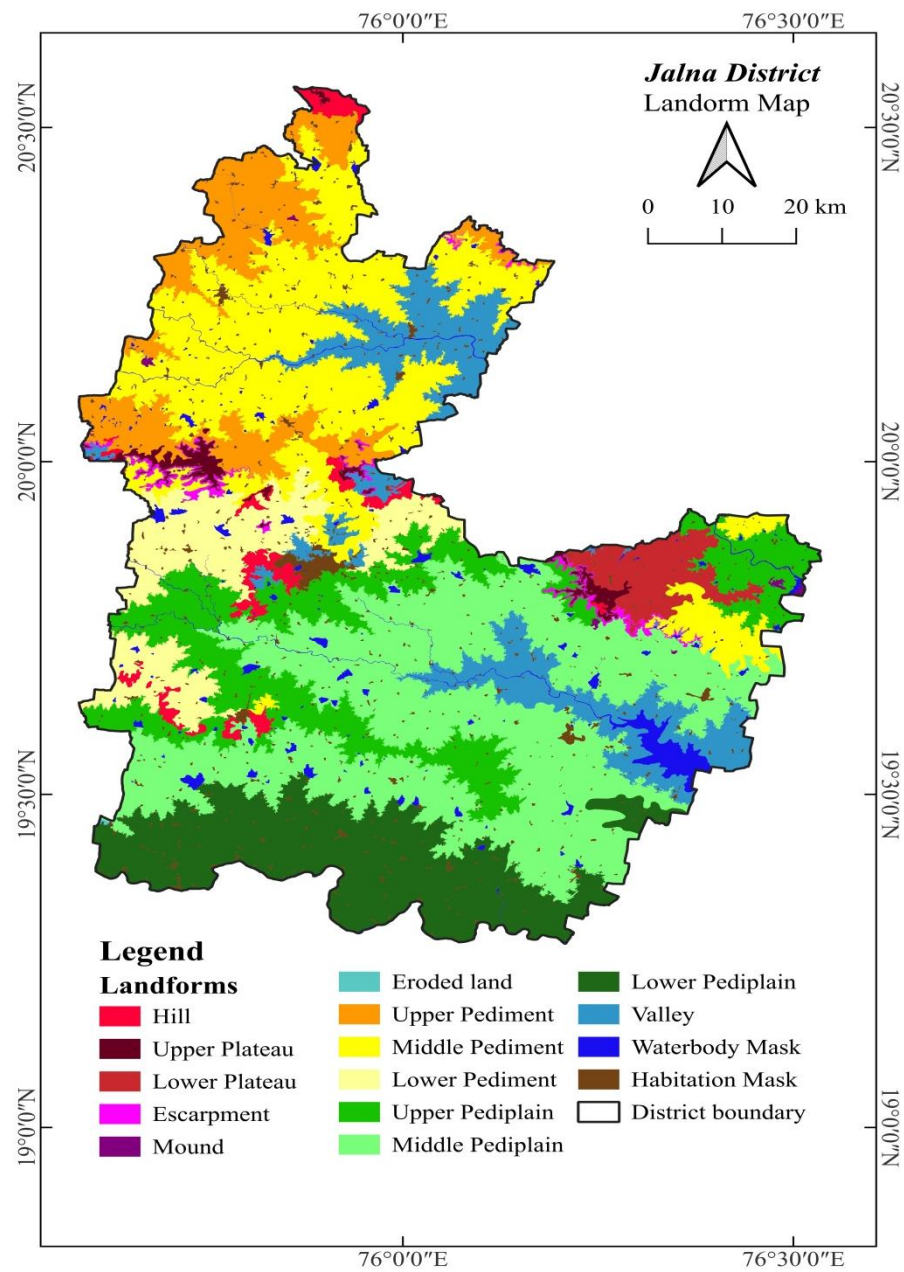 76°0′0″E 76°30′0″E
Jalna District
Landorm Map
0 10 20 km
20°30′0″N 20°30′0″N
20°0′0″N 20°0′0″N
19°30′0″N 19°30′0″N
19°0′0″N 19°0′0″N
Legend
Landforms
Hill
Upper Plateau
Lower Plateau
Escarpment
Mound
Eroded land
Upper Pediment
Middle Pediment
Lower Pediment
Upper Pediplain
Middle Pediplain
Lower Pediplain
Valley
Waterbody Mask
Habitation Mask
District boundary
76°0′0″E 76°30′0″E